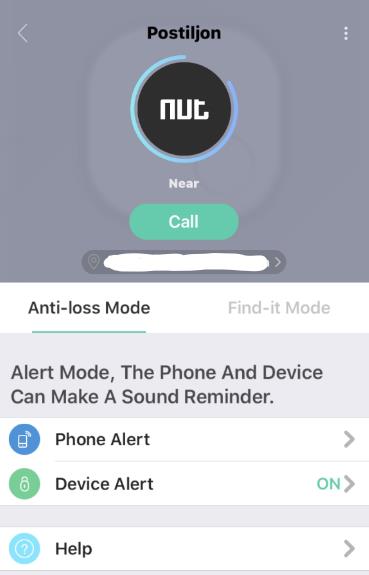 Postiljon
nut
Near
Call
Anti-loss Mode
Find-it Mode
Alert Mode, The Phone And Device
Can Make A Sound Reminder.
Phone Alert
Device Alert
ON
? Help